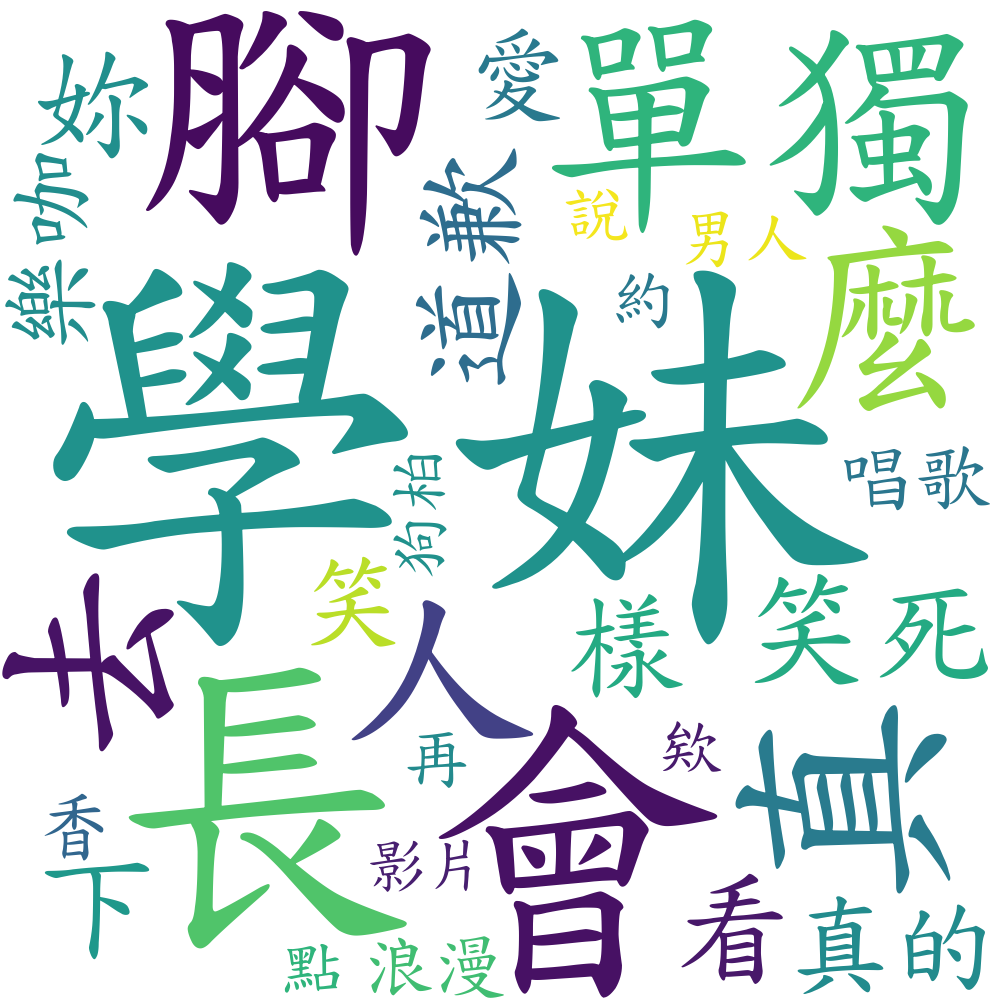 妳
腳
愛
單
獨
咖
道歉
說
男人
樂
約
麼
學妹
唱歌
狗柏
笑
去
人
樣
笑死
長
會
真
再
欸
香
下
影片
看
真的
點
浪漫